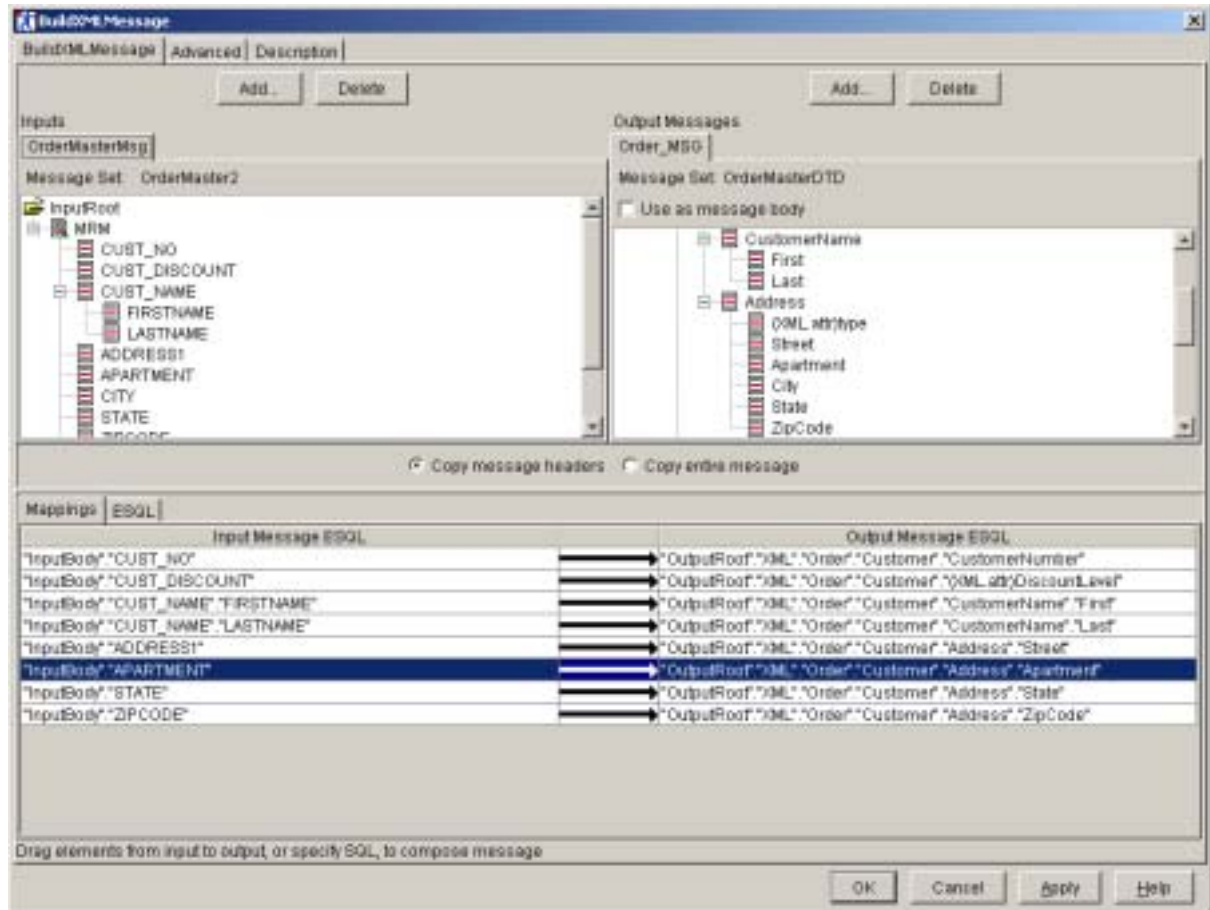 BuildXMLMessage
BuildXMLMessage Advanced Description
Add... Delete Add... Delete
Inputs Output Messages
OrderMasterMsg Order_MSG
Message Set OrderMaster2 Message Set OrderMasterDTD
Use as message body
InputRoot
MRM
CUST_NO
CUST_DISCOUNT
CUST_NAME
FIRSTNAME
LASTNAME
ADDRESS1
APARTMENT
CITY
STATE
ZIPCODE
CustomerName
First
Last
Address
(XML.attr)type
Street
Apartment
City
State
ZipCode
Copy message headers Copy entire message
Mappings ESQL
Input Message ESQL Output Message ESQL
"InputBody"."CUST_NO" "OutputRoot"."XML"."Order"."Customer"."CustomerNumber"
"InputBody"."CUST_DISCOUNT" "OutputRoot"."XML"."Order"."Customer"."(XML.attr)DiscountLevel"
"InputBody"."CUST_NAME"."FIRSTNAME" "OutputRoot"."XML"."Order"."Customer"."CustomerName"."First"
"InputBody"."CUST_NAME"."LASTNAME" "OutputRoot"."XML"."Order"."Customer"."CustomerName"."Last"
"InputBody"."ADDRESS1" "OutputRoot"."XML"."Order"."Customer"."Address"."Street"
"InputBody"."APARTMENT" "OutputRoot"."XML"."Order"."Customer"."Address"."Apartment"
"InputBody"."STATE" "OutputRoot"."XML"."Order"."Customer"."Address"."State"
"InputBody"."ZIPCODE" "OutputRoot"."XML"."Order"."Customer"."Address"."ZipCode"
Drag elements from input to output, or specify SQL, to compose message
OK Cancel Apply Help